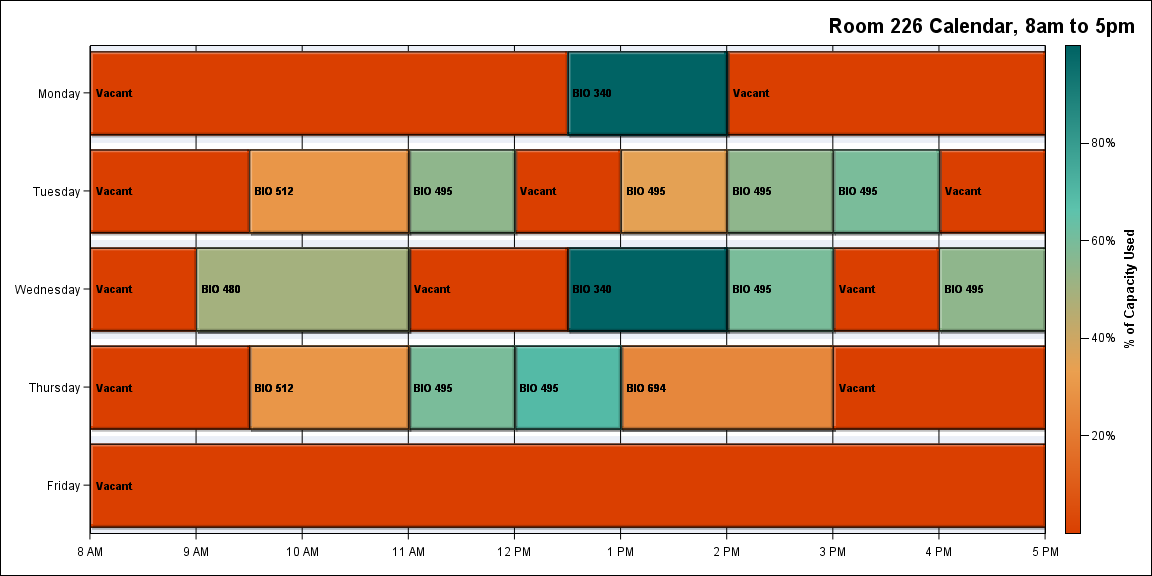 Room 226 Calendar, 8am to 5pm
Monday
Vacant
BIO 340
Vacant
Tuesday
Vacant
BIO 512
BIO 495
Vacant
BIO 495
BIO 495
BIO 495
Vacant
Wednesday
Vacant
BIO 480
Vacant
BIO 340
BIO 495
Vacant
BIO 495
Thursday
Vacant
BIO 512
BIO 495
BIO 495
BIO 694
Vacant
Friday
Vacant
8 AM
9 AM
10 AM
11 AM
12 PM
1 PM
2 PM
3 PM
4 PM
5 PM
80%
60%
40%
20%
% of Capacity Used